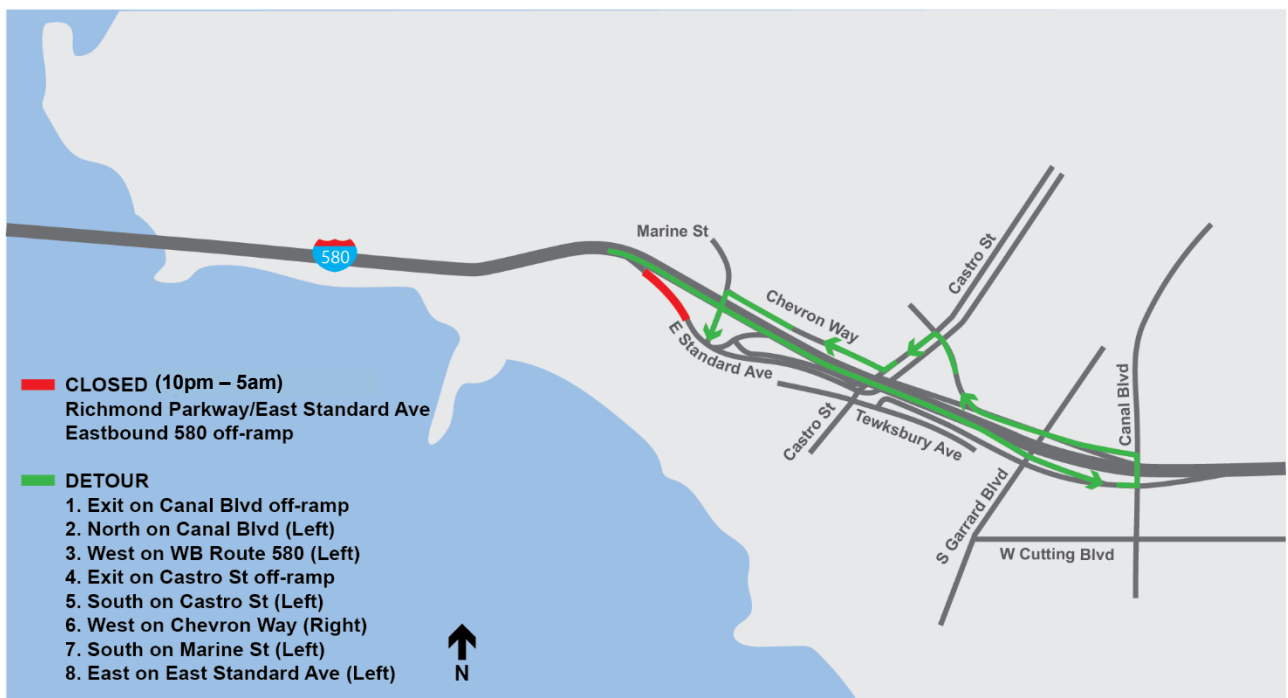 580
Marine St
Chevron Way
Castro St
E Standard Ave
Castro St
Tewksbury Ave
Canal Blvd
S Garrard Blvd
W Cutting Blvd
CLOSED (10pm – 5am)
Richmond Parkway/East Standard Ave
Eastbound 580 off-ramp
DETOUR
1. Exit on Canal Blvd off-ramp
2. North on Canal Blvd (Left)
3. West on WB Route 580 (Left)
4. Exit on Castro St off-ramp
5. South on Castro St (Left)
6. West on Chevron Way (Right)
7. South on Marine St (Left)
8. East on East Standard Ave (Left)
N